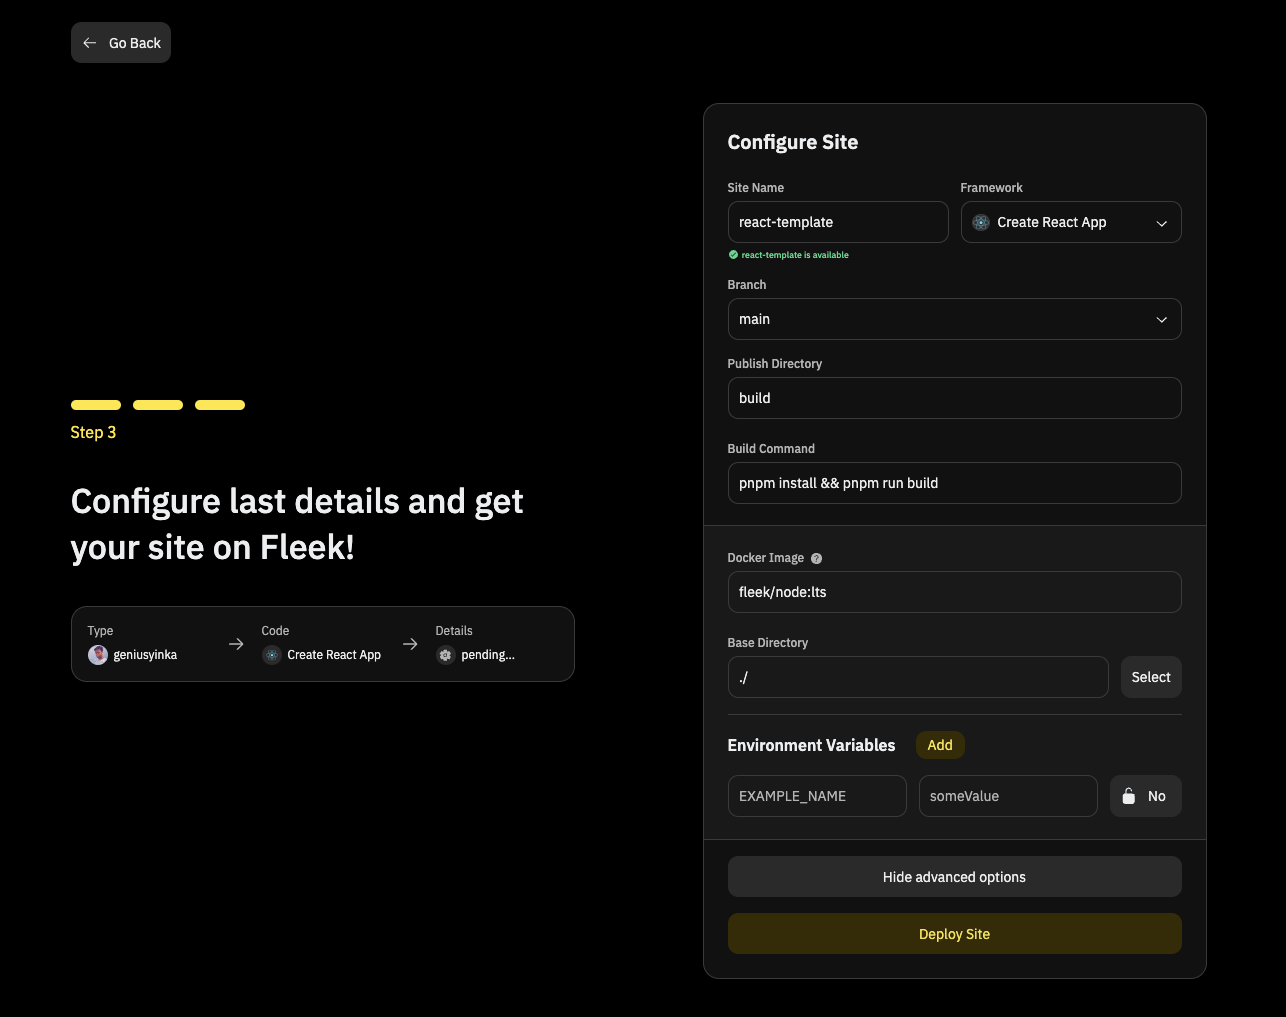 Go Back
Step 3
Configure last details and get
your site on Fleek!
Type
geniusyinka
Code
Create React App
Details
pending...
Configure Site
Site Name
react-template
react-template is available
Framework
Create React App
Branch
main
Publish Directory
build
Build Command
pnpm install && pnpm run build
Docker Image ?
fleek/node:lts
Base Directory
./
Select
Environment Variables
Add
EXAMPLE_NAME
someValue
No
Hide advanced options
Deploy Site